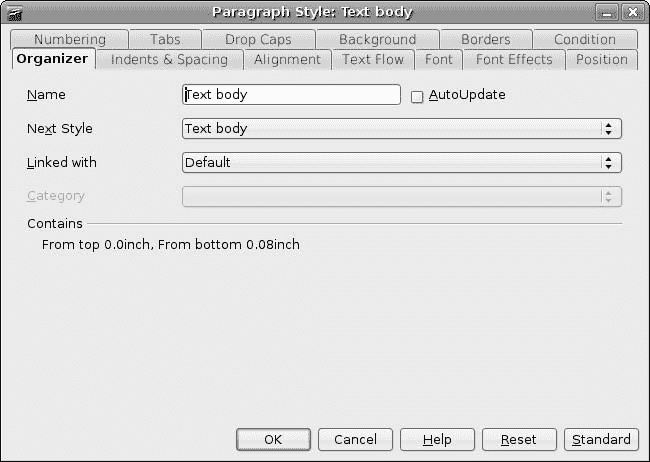 Paragraph Style: Text body
Numbering Tabs Drop Caps Background Borders Condition
Organizer Indents & Spacing Alignment Text Flow Font Font Effects Position
Name Text body AutoUpdate
Next Style Text body
Linked with Default
Category
Contains
From top 0.0inch, From bottom 0.08inch
OK Cancel Help Reset Standard